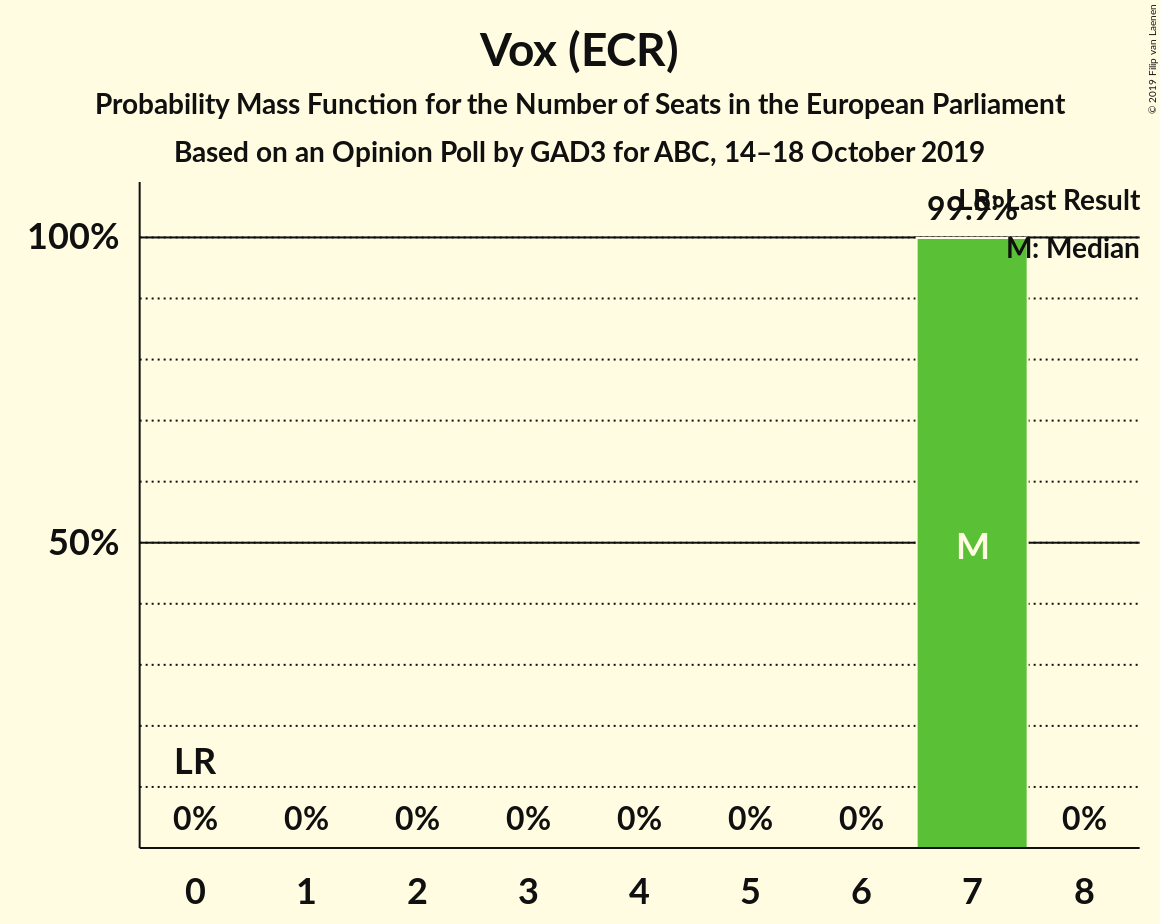 Vox (ECR)
Probability Mass Function for the Number of Seats in the European Parliament
Based on an Opinion Poll by GAD3 for ABC, 14–18 October 2019
© 2019 Filip van Laenen
LR: Last Result
M: Median
99.9%
100%
50%
M
LR
0% 0% 0% 0% 0% 0% 0% 0%
0 1 2 3 4 5 6 7 8